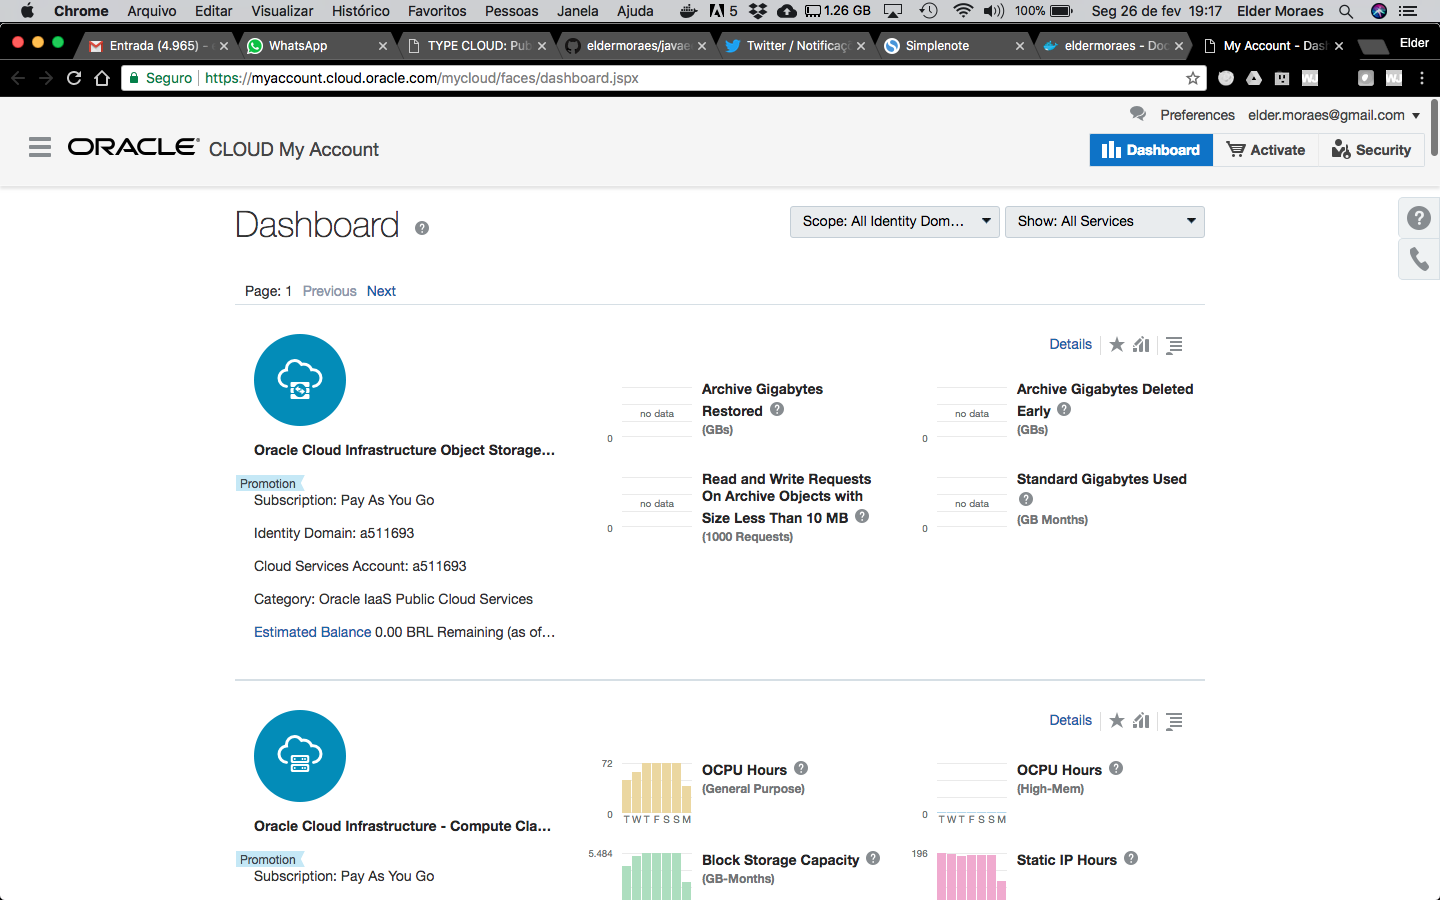 Chrome Arquivo Editar Visualizar Histórico Favoritos Pessoas Janela Ajuda 5 1.26 GB 100% Seg 26 de fev 19:17 Elder Moraes
Entrada (4.965) – WhatsApp TYPE CLOUD: Pub eldermoraes/javae Twitter / Notificaç Simplenote eldermoraes - Doc My Account - Das Elder
Seguro https://myaccount.cloud.oracle.com/mycloud/faces/dashboard.jspx
Preferences elder.moraes@gmail.com
ORACLE® CLOUD My Account
Dashboard Activate Security
Dashboard
Scope: All Identity Dom... Show: All Services
Page: 1 Previous Next
Details
Archive Gigabytes Restored
(GBs)
no data
0
Archive Gigabytes Deleted Early
(GBs)
no data
0
Oracle Cloud Infrastructure Object Storage...
Promotion
Subscription: Pay As You Go
Identity Domain: a511693
Cloud Services Account: a511693
Category: Oracle IaaS Public Cloud Services
Estimated Balance 0.00 BRL Remaining (as of...
Read and Write Requests
On Archive Objects with
Size Less Than 10 MB
(1000 Requests)
no data
0
Standard Gigabytes Used
(GB Months)
no data
0
Details
Oracle Cloud Infrastructure - Compute Cla...
Promotion
Subscription: Pay As You Go
72
0
T W T F S S M
OCPU Hours
(General Purpose)
0
T W T F S S M
OCPU Hours
(High-Mem)
5.484
Block Storage Capacity
(GB-Months)
196
Static IP Hours